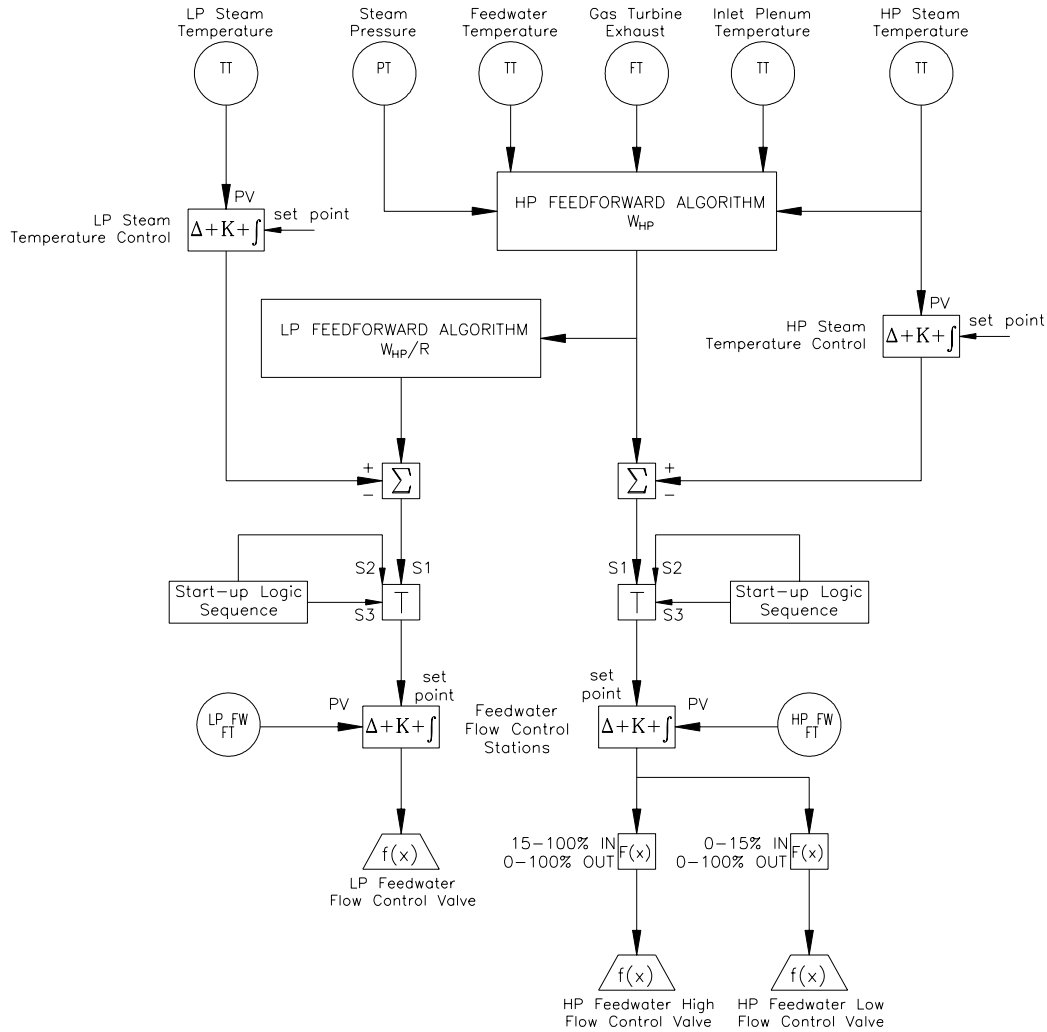 LP Steam
Temperature
Steam
Pressure
Feedwater
Temperature
Gas Turbine
Exhaust
Inlet Plenum
Temperature
HP Steam
Temperature
TT
PT
TT
FT
TT
TT
PV
LP Steam
Temperature Control
Δ+K+∫
set point
HP FEEDFORWARD ALGORITHM
W_HP
LP FEEDFORWARD ALGORITHM
W_HP/R
PV
HP Steam
Temperature Control
Δ+K+∫
set point
+
−
Σ
Σ
+
−
S2
S1
S1
S2
Start-up Logic
Sequence
S3
T
T
S3
Start-up Logic
Sequence
set
point
set
point
LP FW
FT
PV
Δ+K+∫
Feedwater
Flow Control
Stations
Δ+K+∫
PV
HP FW
FT
15-100% IN
0-100% OUT
F(x)
0-15% IN
0-100% OUT
F(x)
f(x)
LP Feedwater
Flow Control Valve
f(x)
HP Feedwater High
Flow Control Valve
f(x)
HP Feedwater Low
Flow Control Valve